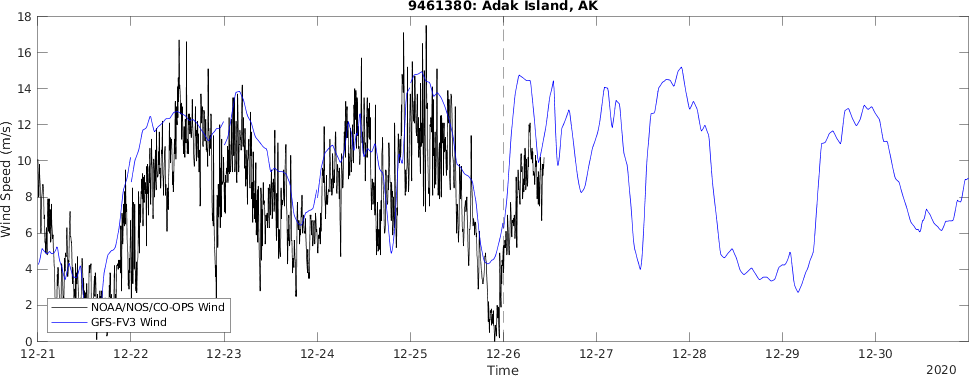 9461380: Adak Island, AK
18
16
14
12
10
8
6
4
2
0
Wind Speed (m/s)
NOAA/NOS/CO-OPS Wind
GFS-FV3 Wind
12-21 12-22 12-23 12-24 12-25 12-26 12-27 12-28 12-29 12-30
Time
2020